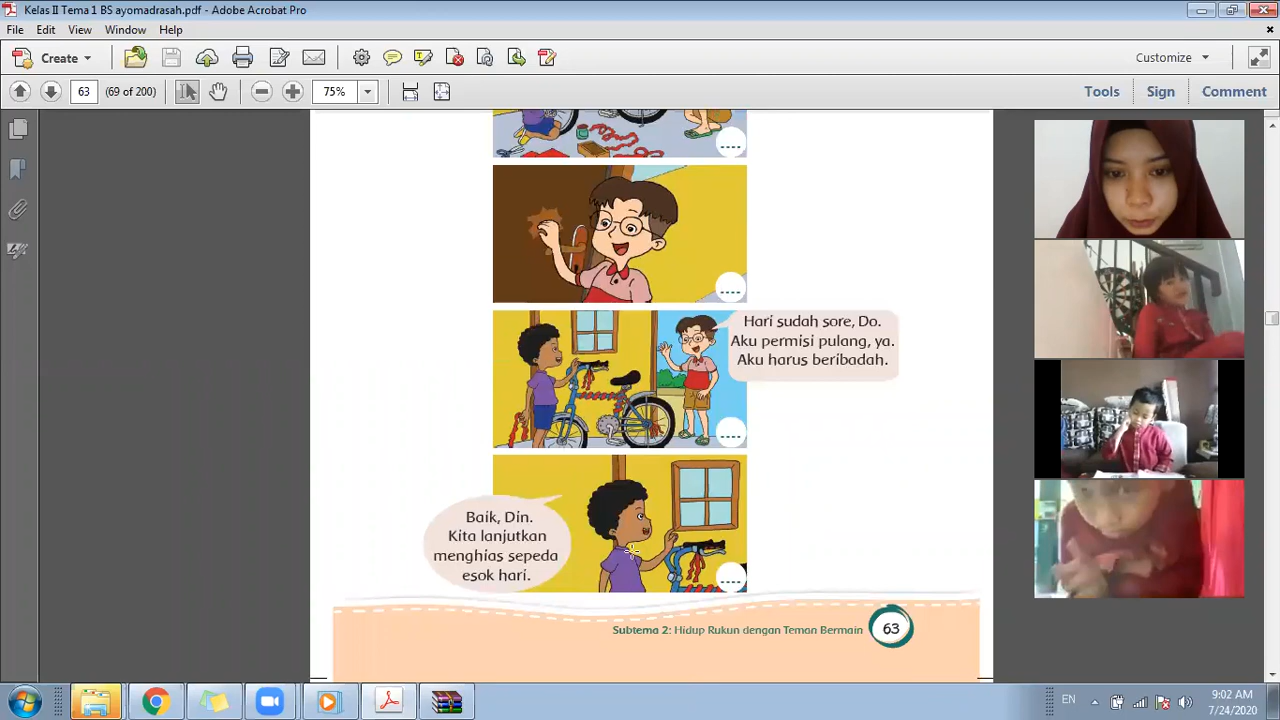 Kelas II Tema 1 BS ayomadrasah.pdf - Adobe Acrobat Pro
File Edit View Window Help
Create
Customize
63 (69 of 200)
75%
Tools Sign Comment
....
....
Hari sudah sore, Do.
Aku permisi pulang, ya.
Aku harus beribadah.
....
Baik, Din.
Kita lanjutkan
menghias sepeda
esok hari.
....
Subtema 2: Hidup Rukun dengan Teman Bermain 63
EN
9:02 AM
7/24/2020